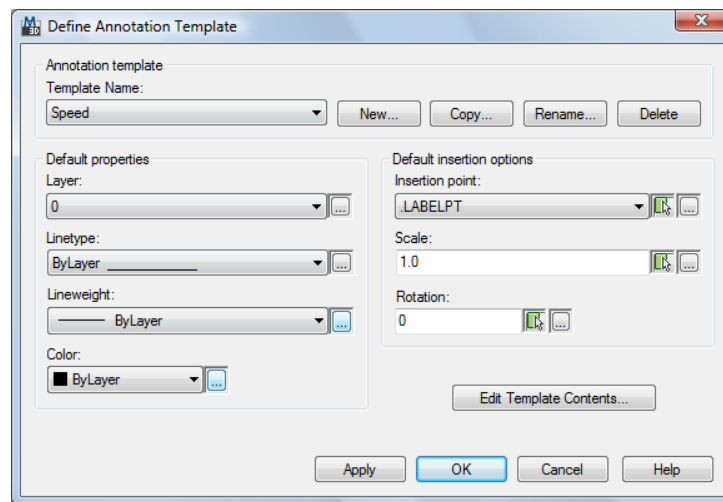 Define Annotation Template
Annotation template
Template Name:
Speed
New...
Copy...
Rename...
Delete
Default properties
Layer:
0
...
Linetype:
ByLayer
...
Lineweight:
ByLayer
...
Color:
ByLayer
...
Default insertion options
Insertion point:
.LABELPT
...
Scale:
1.0
...
Rotation:
0
...
Edit Template Contents...
Apply
OK
Cancel
Help